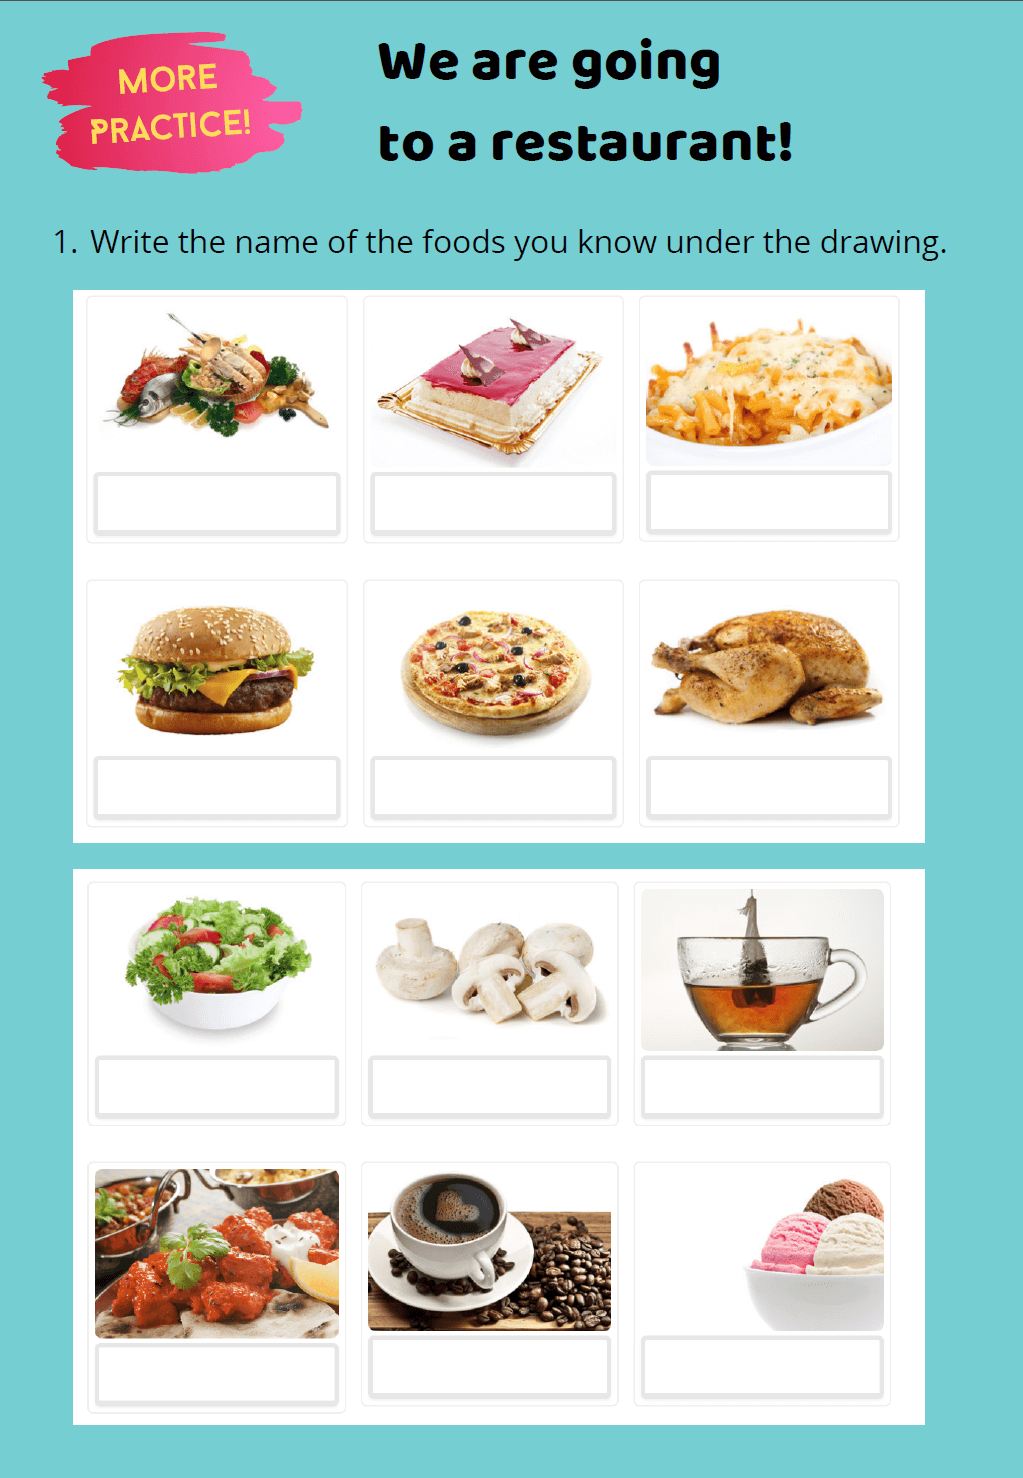 MORE
PRACTICE!
We are going
to a restaurant!
1. Write the name of the foods you know under the drawing.